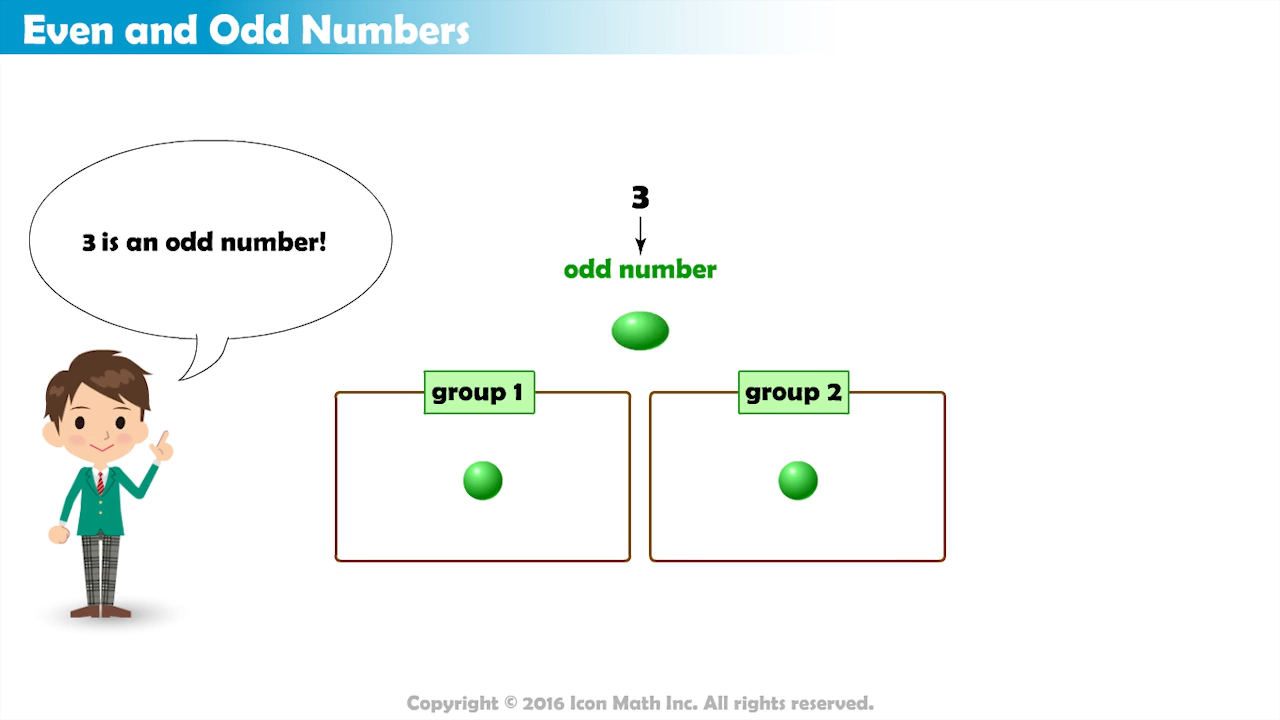 Even and Odd Numbers
3 is an odd number!
3
odd number
group 1
group 2
Copyright © 2016 Icon Math Inc. All rights reserved.